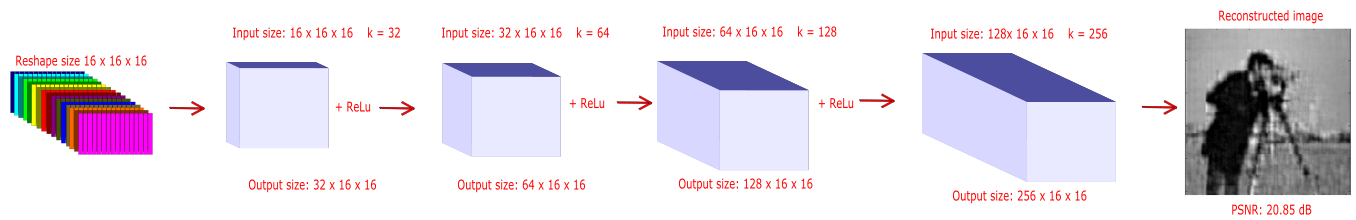 Reshape size 16 x 16 x 16
Input size: 16 x 16 x 16 k = 32
+ ReLu
Output size: 32 x 16 x 16
Input size: 32 x 16 x 16 k = 64
+ ReLu
Output size: 64 x 16 x 16
Input size: 64 x 16 x 16 k = 128
+ ReLu
Output size: 128 x 16 x 16
Input size: 128x 16 x 16 k = 256
Output size: 256 x 16 x 16
Reconstructed image
PSNR: 20.85 dB